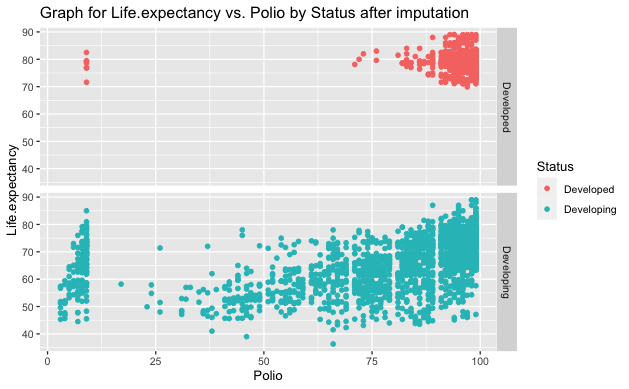 Graph for Life.expectancy vs. Polio by Status after imputation
90
80
70
60
50
40
Developed
90
80
70
60
50
40
Developing
Life.expectancy
0
25
50
75
100
Polio
Status
Developed
Developing